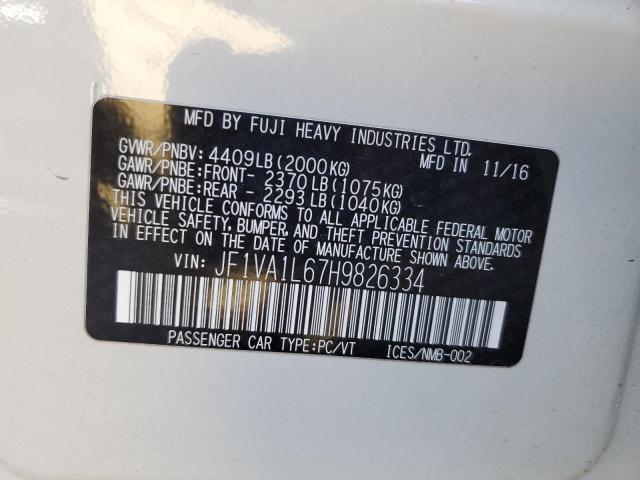 MFD BY FUJI HEAVY INDUSTRIES LTD.
GVWR/PNBV: 4409LB (2000KG) MFD IN 11/16
GAWR/PNBE:FRONT- 2370LB (1075KG)
GAWR/PNBE:REAR - 2293LB (1040KG)
THIS VEHICLE CONFORMS TO ALL APPLICABLE FEDERAL MOTOR
VEHICLE SAFETY, BUMPER, AND THEFT PREVENTION STANDARDS
IN EFFECT ON THE DATE OF MANUFACTURE SHOWN ABOVE.
VIN: JF1VA1L67H9826334
PASSENGER CAR TYPE:PC/VT ICES/NMB-002